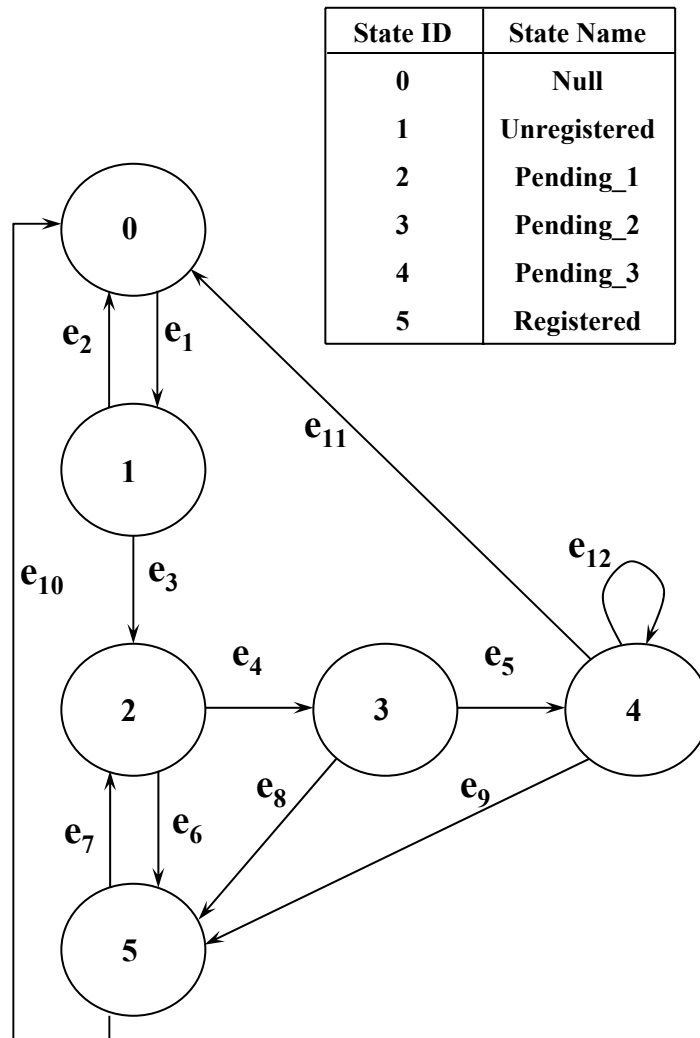 State ID State Name
0 Null
1 Unregistered
2 Pending_1
3 Pending_2
4 Pending_3
5 Registered
0
e2 e1
e11
1
e12
e10
e3
e4 e5
2 3 4
e8 e9
e7 e6
5